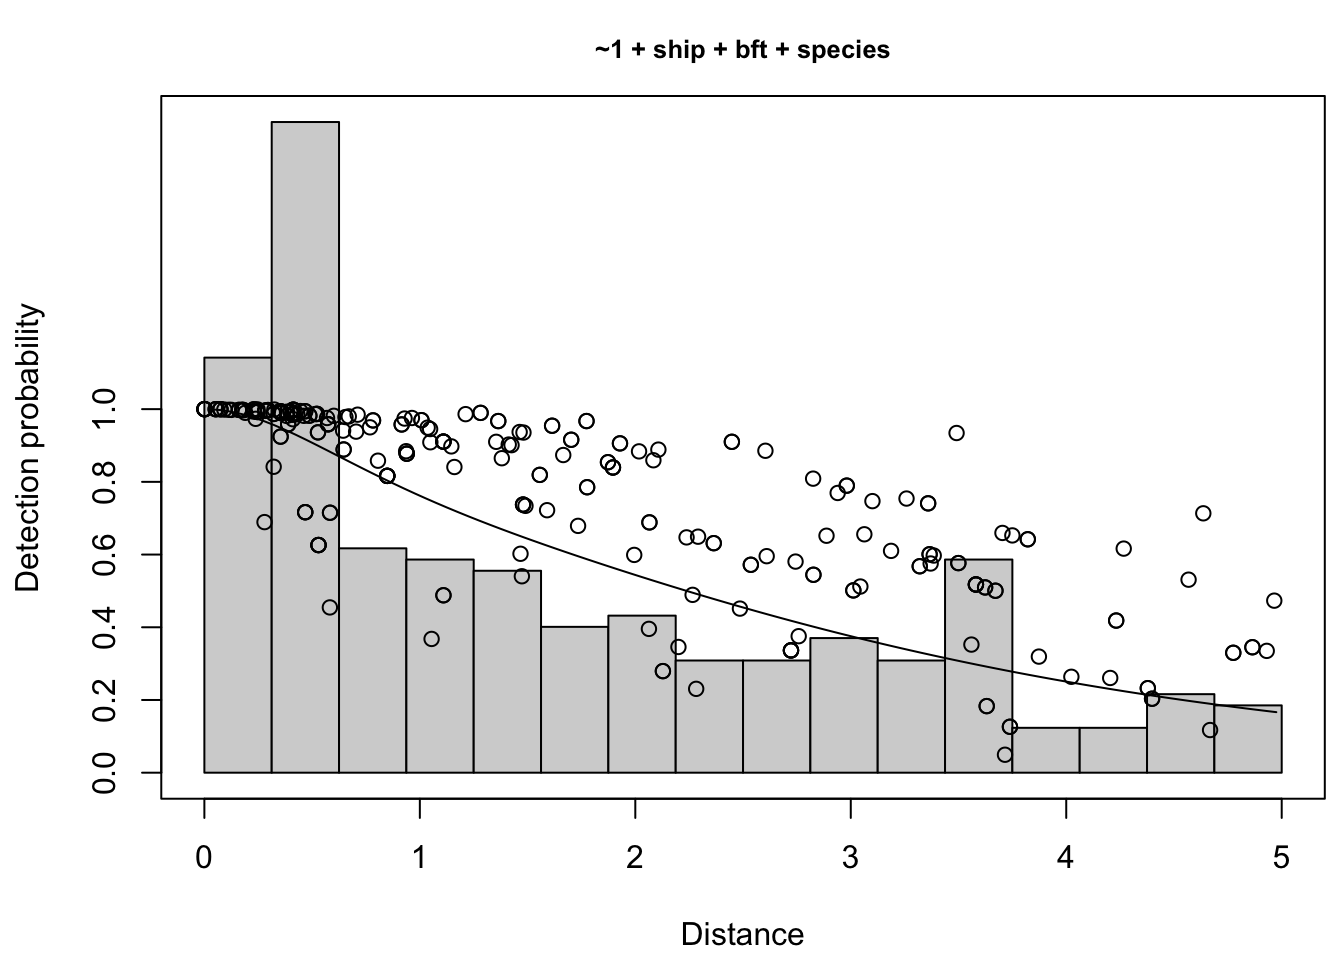 ~1 + ship + bft + species
Detection probability
1.0
0.8
0.6
0.4
0.2
0.0
0 1 2 3 4 5
Distance